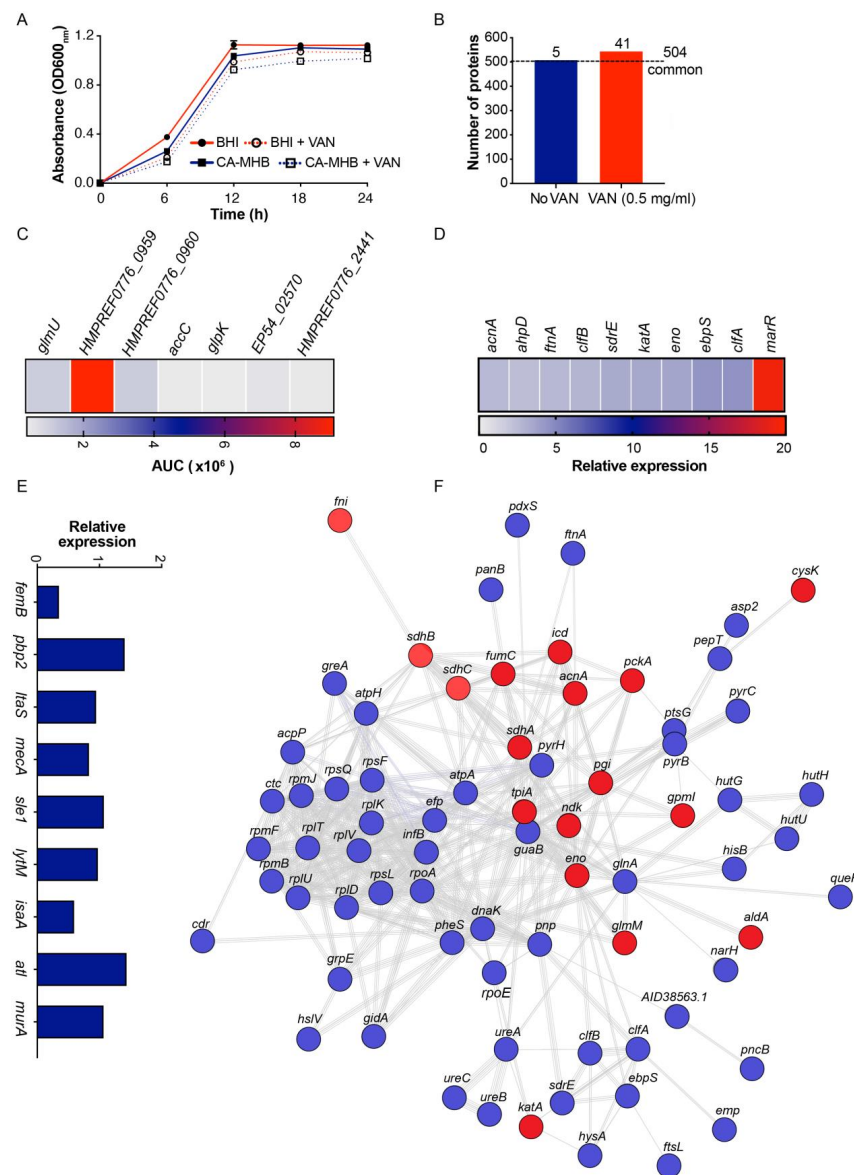 A
Absorbance (OD600nm)
1.2
0.8
0.4
0.0
0
6
12
18
24
Time (h)
BHI
BHI + VAN
CA-MHB
CA-MHB + VAN
B
Number of proteins
600
500
400
300
200
100
0
5
41
504
common
No VAN
VAN (0.5 mg/ml)
C
glmU
HMPREF0776_0959
HMPREF0776_0960
accC
glpK
EP54_02570
HMPREF0776_2441
2
4
6
8
AUC (x10⁶)
D
acnA
ahpD
ftnA
clfB
sdrE
katA
eno
ebpS
clfA
marR
0
5
10
15
20
Relative expression
E
Relative
expression
0
1
2
femB
pbp2
ltaS
mecA
sle1
lytM
isaA
atl
murA
F
fni
pdxS
ftnA
panB
cysK
asp2
pepT
sdhB
icd
fumC
greA
sdhC
acnA
pckA
atpH
ptsG
pyrC
acpP
sdhA
pyrH
pyrB
rpsF
rpsQ
rpmJ
ctc
atpA
pgi
hutG
hutH
tpiA
rplK
efp
ndk
gpmI
hutU
rpmF
rplT
rplV
infB
guaB
hisB
rpmB
eno
glnA
rplU
rpsL
rpoA
rplD
cdr
dnaK
pheS
pnp
glmM
aldA
narH
grpE
rpoE
AID38563.1
hslV
gidA
ureA
clfB
clfA
pncB
ureC
ureB
sdrE
ebpS
katA
emp
hysA
ftsL